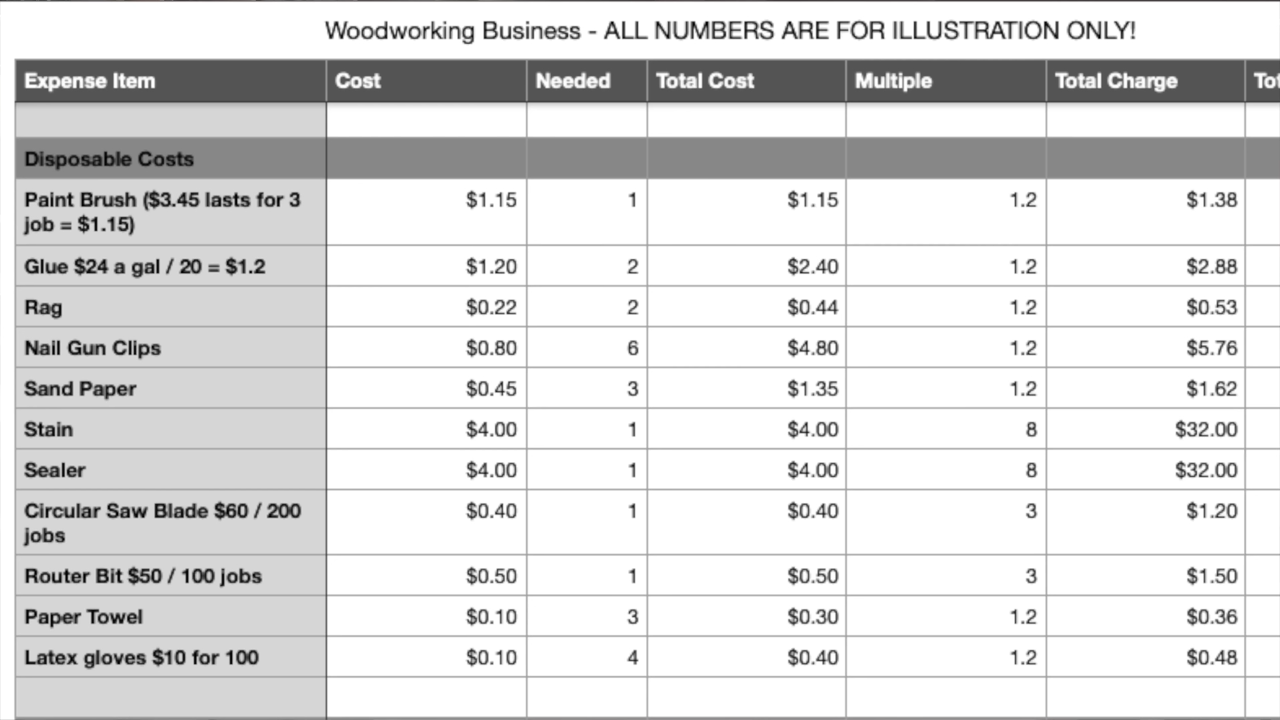 Woodworking Business - ALL NUMBERS ARE FOR ILLUSTRATION ONLY!
Expense Item Cost Needed Total Cost Multiple Total Charge
Disposable Costs
Paint Brush ($3.45 lasts for 3 $1.15 1 $1.15 1.2 $1.38
job = $1.15)
Glue $24 a gal / 20 = $1.2 $1.20 2 $2.40 1.2 $2.88
Rag $0.22 2 $0.44 1.2 $0.53
Nail Gun Clips $0.80 6 $4.80 1.2 $5.76
Sand Paper $0.45 3 $1.35 1.2 $1.62
Stain $4.00 1 $4.00 8 $32.00
Sealer $4.00 1 $4.00 8 $32.00
Circular Saw Blade $60 / 200 $0.40 1 $0.40 3 $1.20
jobs
Router Bit $50 / 100 jobs $0.50 1 $0.50 3 $1.50
Paper Towel $0.10 3 $0.30 1.2 $0.36
Latex gloves $10 for 100 $0.10 4 $0.40 1.2 $0.48